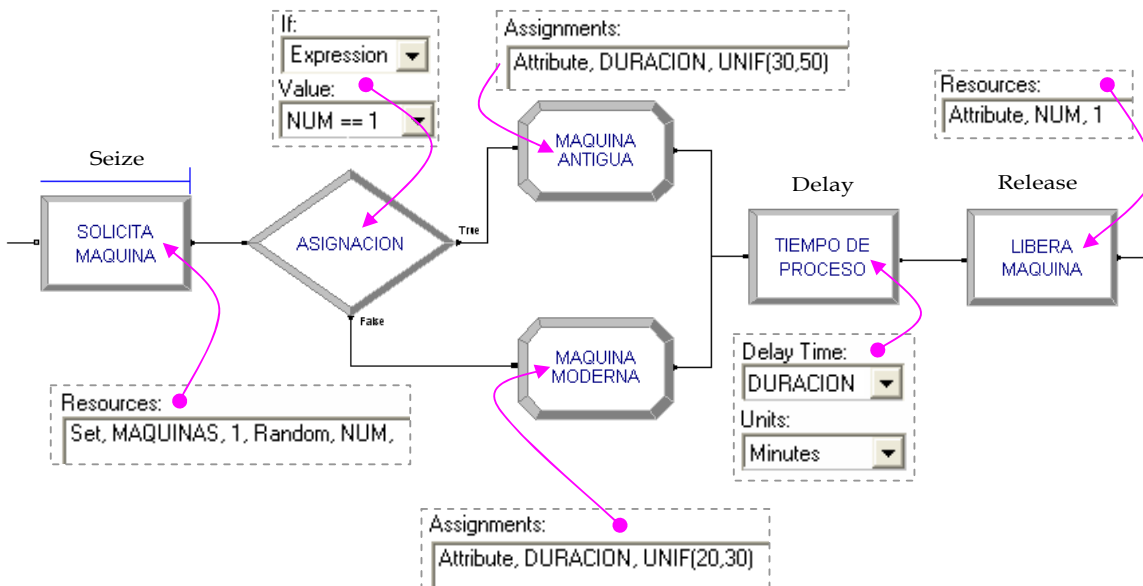 If:
Expression
Value:
NUM == 1
Assignments:
Attribute, DURACION, UNIF(30,50)
Resources:
Attribute, NUM, 1
Seize
SOLICITA
MAQUINA
ASIGNACION
True
False
MAQUINA
ANTIGUA
MAQUINA
MODERNA
Delay
TIEMPO DE
PROCESO
Release
LIBERA
MAQUINA
Resources:
Set, MAQUINAS, 1, Random, NUM,
Delay Time:
DURACION
Units:
Minutes
Assignments:
Attribute, DURACION, UNIF(20,30)